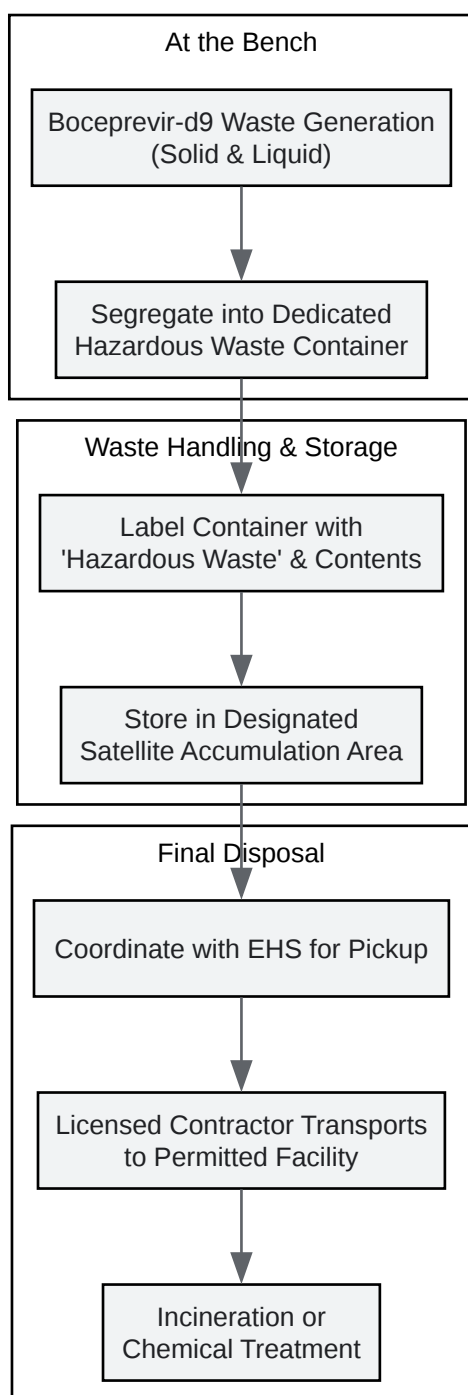 At the Bench
Boceprevir-d9 Waste Generation
(Solid & Liquid)
Segregate into Dedicated
Hazardous Waste Container
Waste Handling & Storage
Label Container with
'Hazardous Waste' & Contents
Store in Designated
Satellite Accumulation Area
Final Disposal
Coordinate with EHS for Pickup
Licensed Contractor Transports
to Permitted Facility
Incineration or
Chemical Treatment